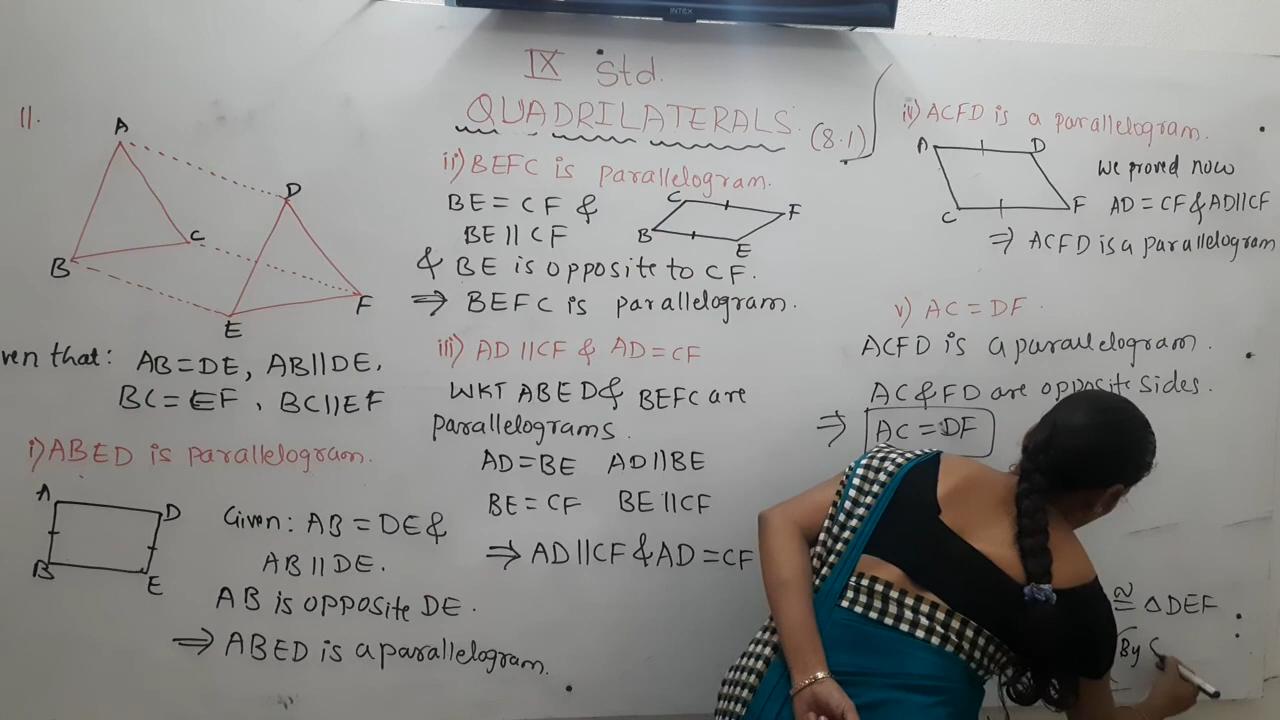 INTEX
IX Std.
QUADRILATERALS. (8.1)
11.
A
D
C
B
F
E
ven that: AB = DE, AB||DE,
BC = EF, BC||EF
i) ABED is parallelogram.
A
D
B
E
Given: AB = DE &
AB || DE.
AB is opposite DE.
⇒ ABED is a parallelogram.
ii) BEFC is parallelogram.
BE = CF &
BE || CF
C
F
B
E
& BE is opposite to CF.
⇒ BEFC is parallelogram.
iii) AD || CF & AD = CF
WKT ABED & BEFC are
parallelograms.
AD = BE AD||BE
BE = CF BE || CF
⇒ AD||CF & AD = CF
iv) ACFD is a parallelogram.
A
D
C
F
We proved now
AD = CF & AD||CF
⇒ ACFD is a parallelogram
v) AC = DF.
ACFD is a parallelogram.
AC & FD are opposite sides.
⇒ AC = DF
≅ △ DEF
By S